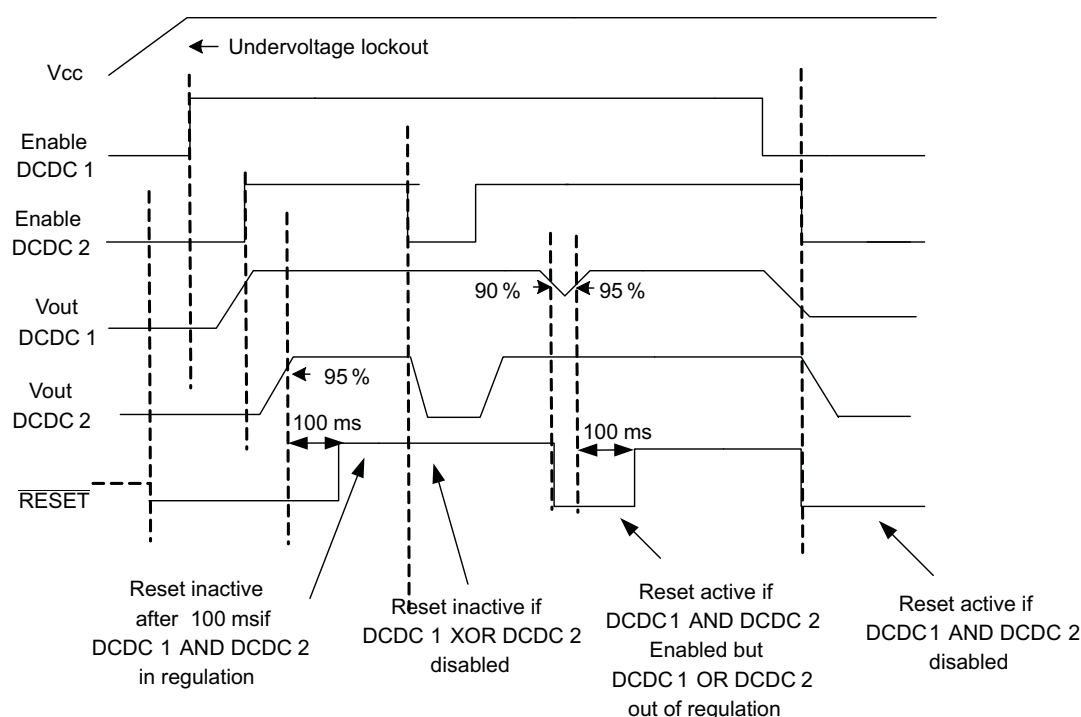 Undervoltage lockout
Vcc
Enable
DCDC 1
Enable
DCDC 2
90 %
95 %
Vout
DCDC 1
95 %
Vout
DCDC 2
100 ms
100 ms
RESET
Reset inactive
after 100 msif
DCDC 1 AND DCDC 2
in regulation
Reset inactive if
DCDC 1 XOR DCDC 2
disabled
Reset active if
DCDC1 AND DCDC 2
Enabled but
DCDC 1 OR DCDC 2
out of regulation
Reset active if
DCDC1 AND DCDC 2
disabled